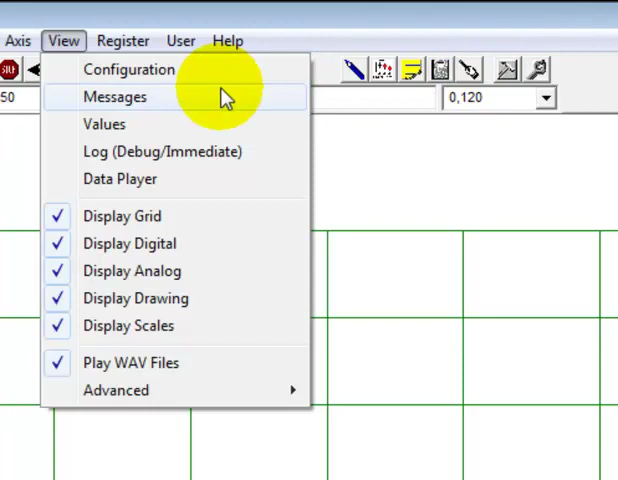 Axis View Register User Help
50
0,120
Configuration
Messages
Values
Log (Debug/Immediate)
Data Player
Display Grid
Display Digital
Display Analog
Display Drawing
Display Scales
Play WAV Files
Advanced